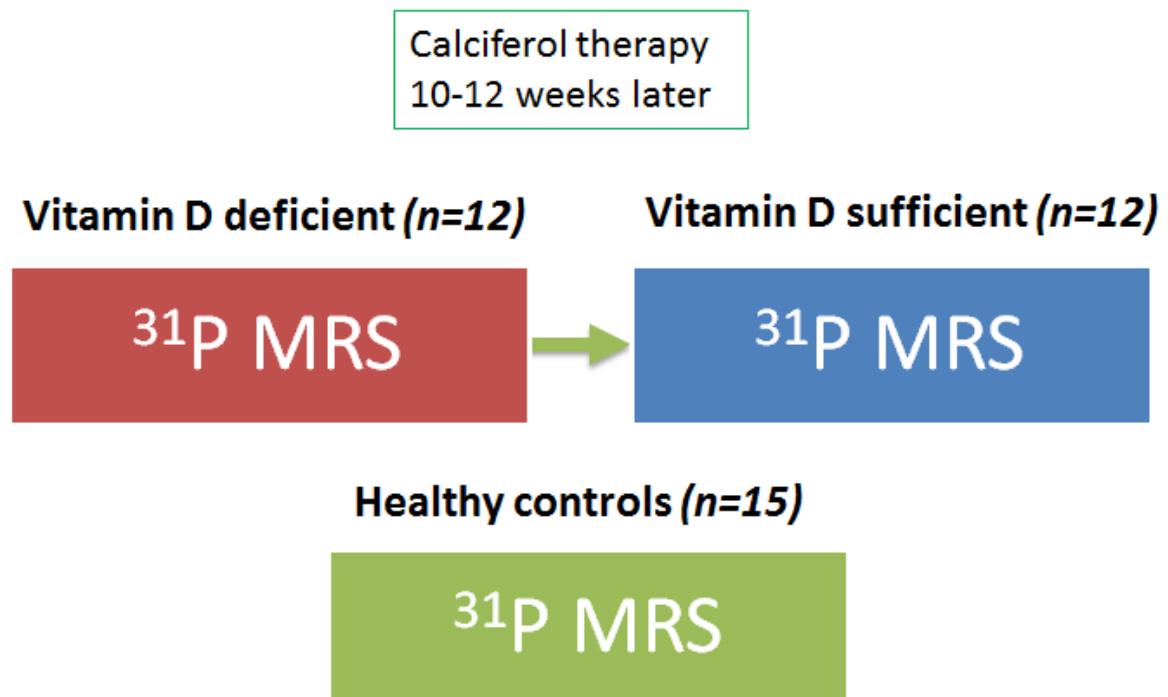 Calciferol therapy
10-12 weeks later
Vitamin D deficient (n=12)
Vitamin D sufficient (n=12)
³¹P MRS
³¹P MRS
Healthy controls (n=15)
³¹P MRS